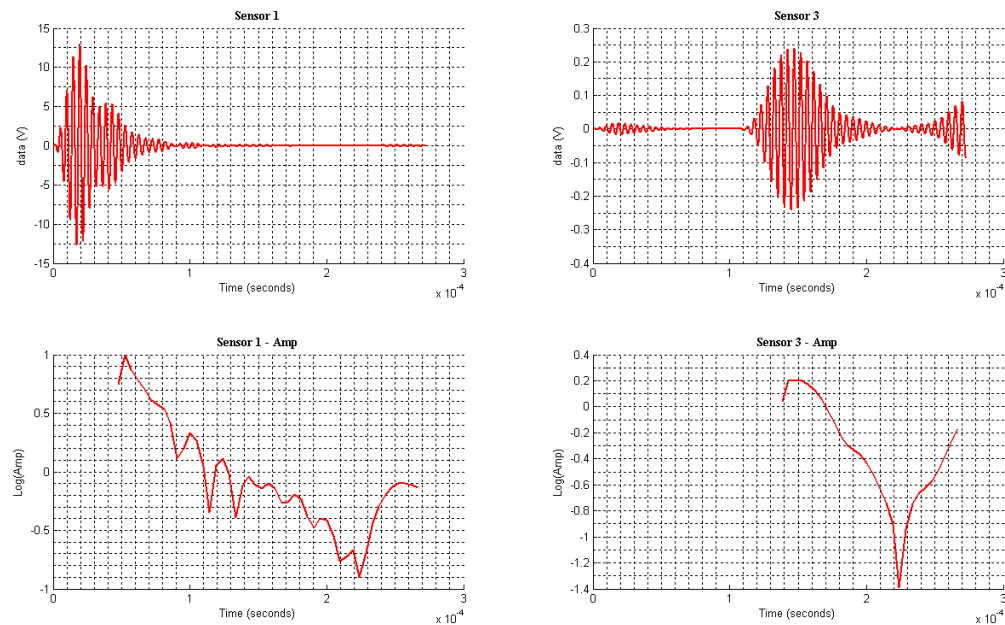 Sensor 1
data (V)
15
10
5
0
-5
-10
-15
0
1
2
3
Time (seconds)
x 10-4
Sensor 3
data (V)
0.3
0.2
0.1
0
-0.1
0.2
0.3
0.4
0
1
2
3
Time (seconds)
x 10-4
Sensor 1 - Amp
Log(Amp)
1
0.5
0
-0.5
-1
0
1
2
3
Time (seconds)
x 10-4
Sensor 3 - Amp
Log(Amp)
0.4
0.2
0
-0.2
-0.4
-0.6
-0.8
-1
-1.2
-1.4
0
1
2
3
Time (seconds)
x 10-4